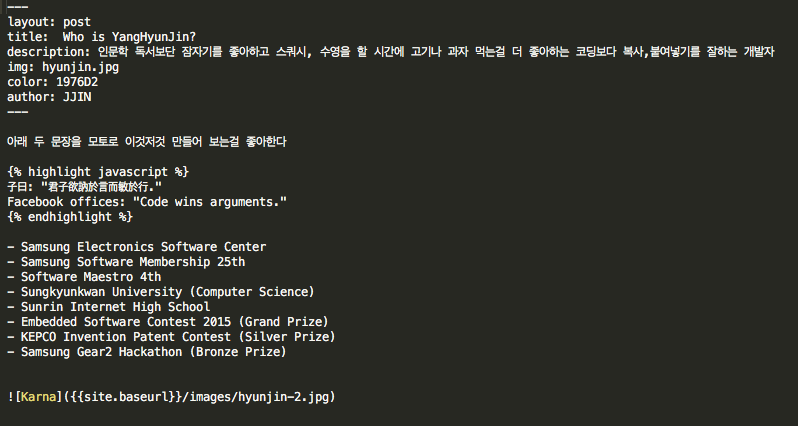 ---
layout: post
title:  Who is YangHyunJin?
description: 인문학 독서보단 잠자기를 좋아하고 스쿼시, 수영을 할 시간에 고기나 과자 먹는걸 더 좋아하는 코딩보다 복사,붙여넣기를 잘하는 개발자
img: hyunjin.jpg
color: 1976D2
author: JJIN
---
아래 두 문장을 모토로 이것저것 만들어 보는걸 좋아한다
{% highlight javascript %}
子曰: "君子欲訥於言而敏於行."
Facebook offices: "Code wins arguments."
{% endhighlight %}
- Samsung Electronics Software Center
- Samsung Software Membership 25th
- Software Maestro 4th
- Sungkyunkwan University (Computer Science)
- Sunrin Internet High School
- Embedded Software Contest 2015 (Grand Prize)
- KEPCO Invention Patent Contest (Silver Prize)
- Samsung Gear2 Hackathon (Bronze Prize)
![Karna]({{site.baseurl}}/images/hyunjin-2.jpg)